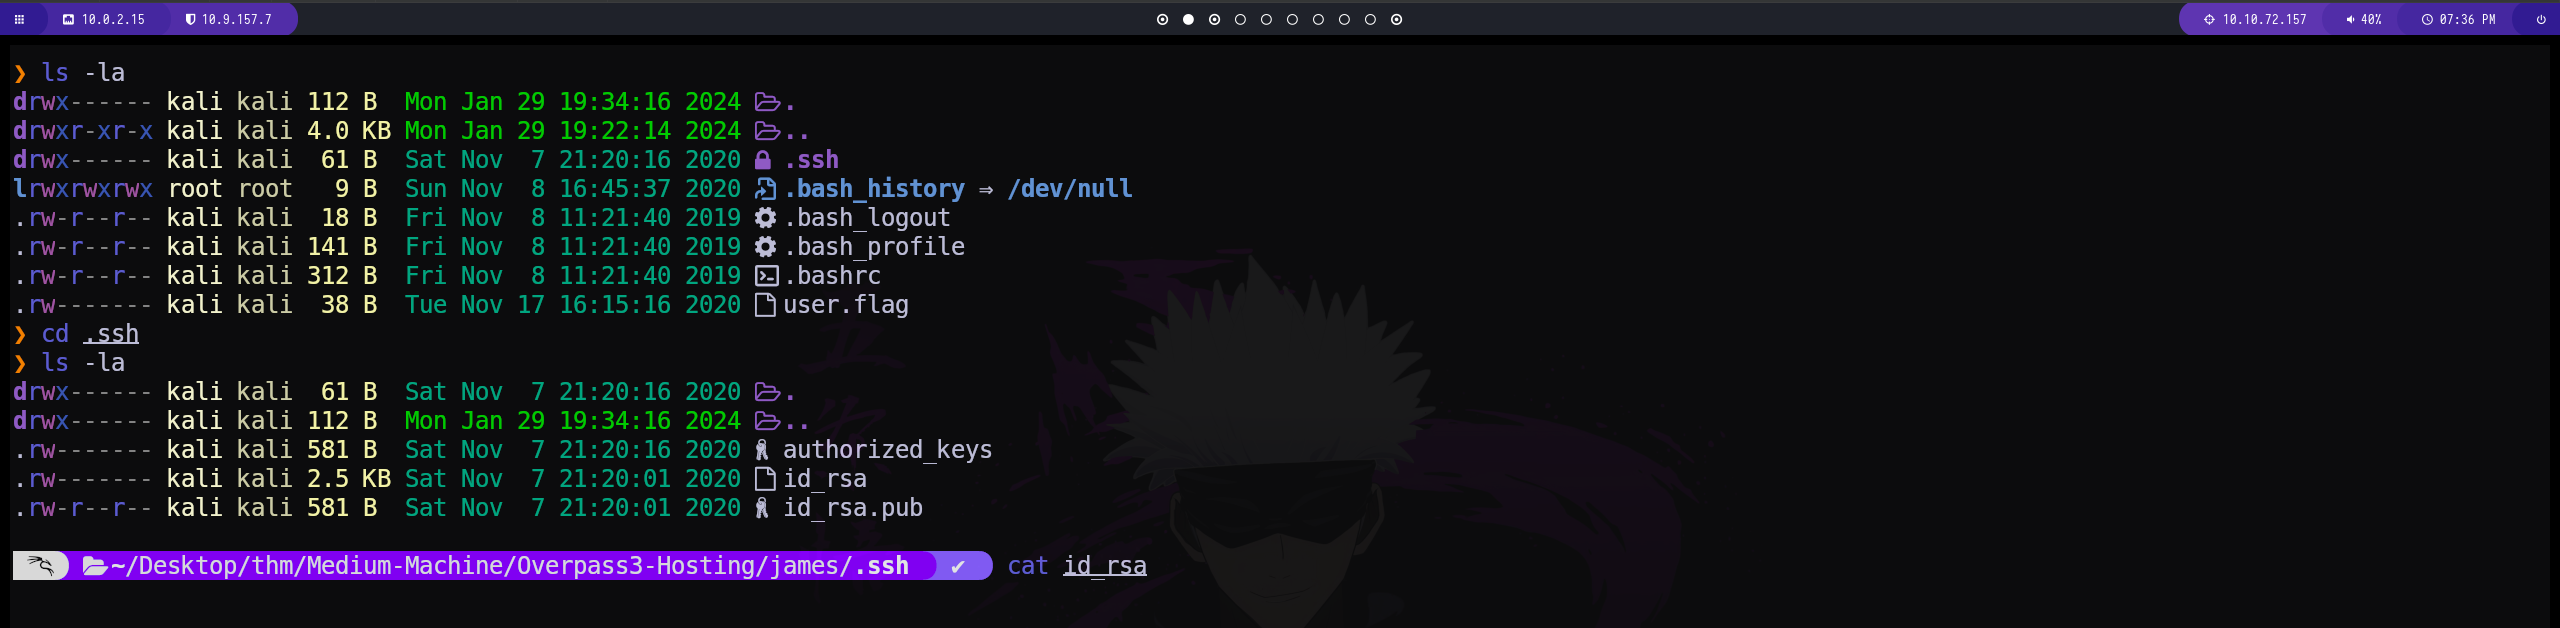 10.0.2.15 10.9.157.7 10.10.72.157 40% 07:36 PM
❯ ls -la
drwx------ kali kali 112 B  Mon Jan 29 19:34:16 2024 .
drwxr-xr-x kali kali 4.0 KB Mon Jan 29 19:22:14 2024 ..
drwx------ kali kali  61 B  Sat Nov  7 21:20:16 2020 .ssh
lrwxrwxrwx root root   9 B  Sun Nov  8 16:45:37 2020 .bash_history ⇒ /dev/null
.rw-r--r-- kali kali  18 B  Fri Nov  8 11:21:40 2019 .bash_logout
.rw-r--r-- kali kali 141 B  Fri Nov  8 11:21:40 2019 .bash_profile
.rw-r--r-- kali kali 312 B  Fri Nov  8 11:21:40 2019 .bashrc
.rw------- kali kali  38 B  Tue Nov 17 16:15:16 2020 user.flag
❯ cd .ssh
❯ ls -la
drwx------ kali kali  61 B  Sat Nov  7 21:20:16 2020 .
drwx------ kali kali 112 B  Mon Jan 29 19:34:16 2024 ..
.rw------- kali kali 581 B  Sat Nov  7 21:20:16 2020 authorized_keys
.rw------- kali kali 2.5 KB Sat Nov  7 21:20:01 2020 id_rsa
.rw-r--r-- kali kali 581 B  Sat Nov  7 21:20:01 2020 id_rsa.pub
~/Desktop/thm/Medium-Machine/Overpass3-Hosting/james/.ssh ✔ cat id_rsa